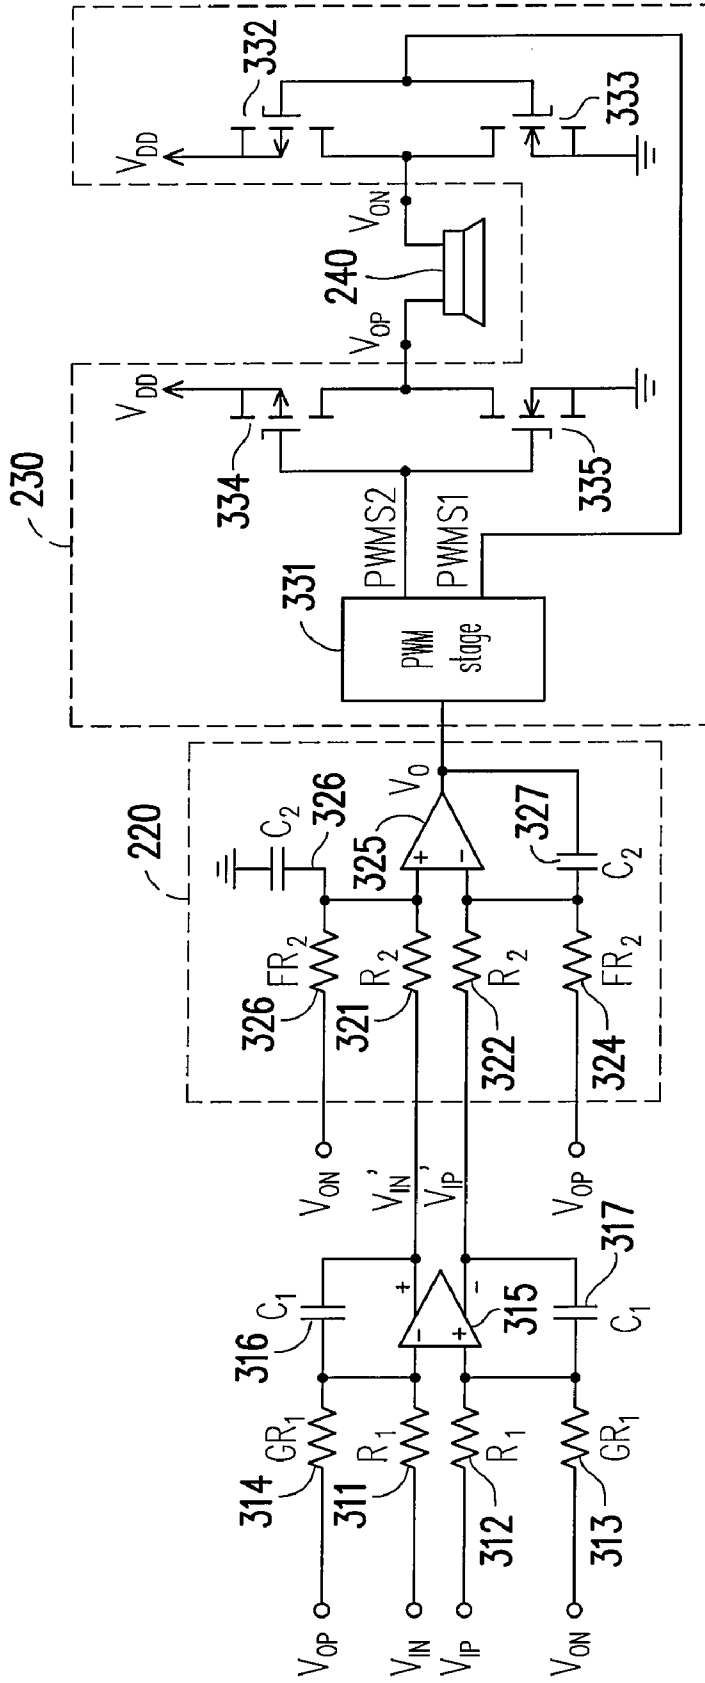 230
220
V_DD
332
V_DD
334
331
PWMS2
V_OP
240
V_ON
PWMS1
PWM
stage
335
333
C_2
326
FR_2
326
325
V_O
R_2
321
+
-
322
R_2
327
C_2
324
FR_2
V_ON
V_IN'
V_IP'
V_OP
C_1
316
GR_1
314
+
-
R_1
311
-
+
315
312
R_1
317
C_1
313
GR_1
V_OP
V_IN
V_IP
V_ON